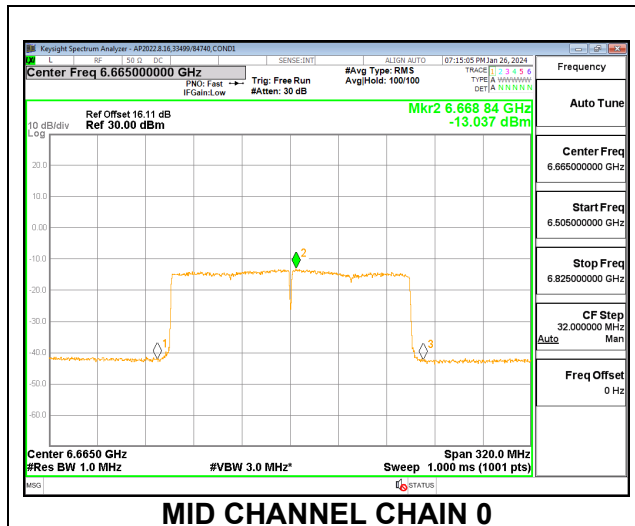 Keysight Spectrum Analyzer - AP2022.8.16,33499/84740,COND1
LXI L RF 50 Ω DC SENSE:INT ALIGN AUTO 07:15:05 PM Jan 26, 2024
Center Freq 6.665000000 GHz
PNO: Fast
IFGain:Low
Trig: Free Run
#Atten: 30 dB
#Avg Type: RMS
Avg|Hold: 100/100
TRACE 1 2 3 4 5 6
TYPE A WWWWW
DET A N N N N N
Ref Offset 16.11 dB
10 dB/div Ref 30.00 dBm
Log
Mkr2 6.668 84 GHz
-13.037 dBm
20.0
10.0
0.00
-10.0
-20.0
-30.0
-40.0
-50.0
-60.0
2
1
3
Center 6.6650 GHz Span 320.0 MHz
#Res BW 1.0 MHz #VBW 3.0 MHz* Sweep 1.000 ms (1001 pts)
MSG STATUS
Frequency
Auto Tune
Center Freq
6.665000000 GHz
Start Freq
6.505000000 GHz
Stop Freq
6.825000000 GHz
CF Step
32.000000 MHz
Auto Man
Freq Offset
0 Hz
MID CHANNEL CHAIN 0